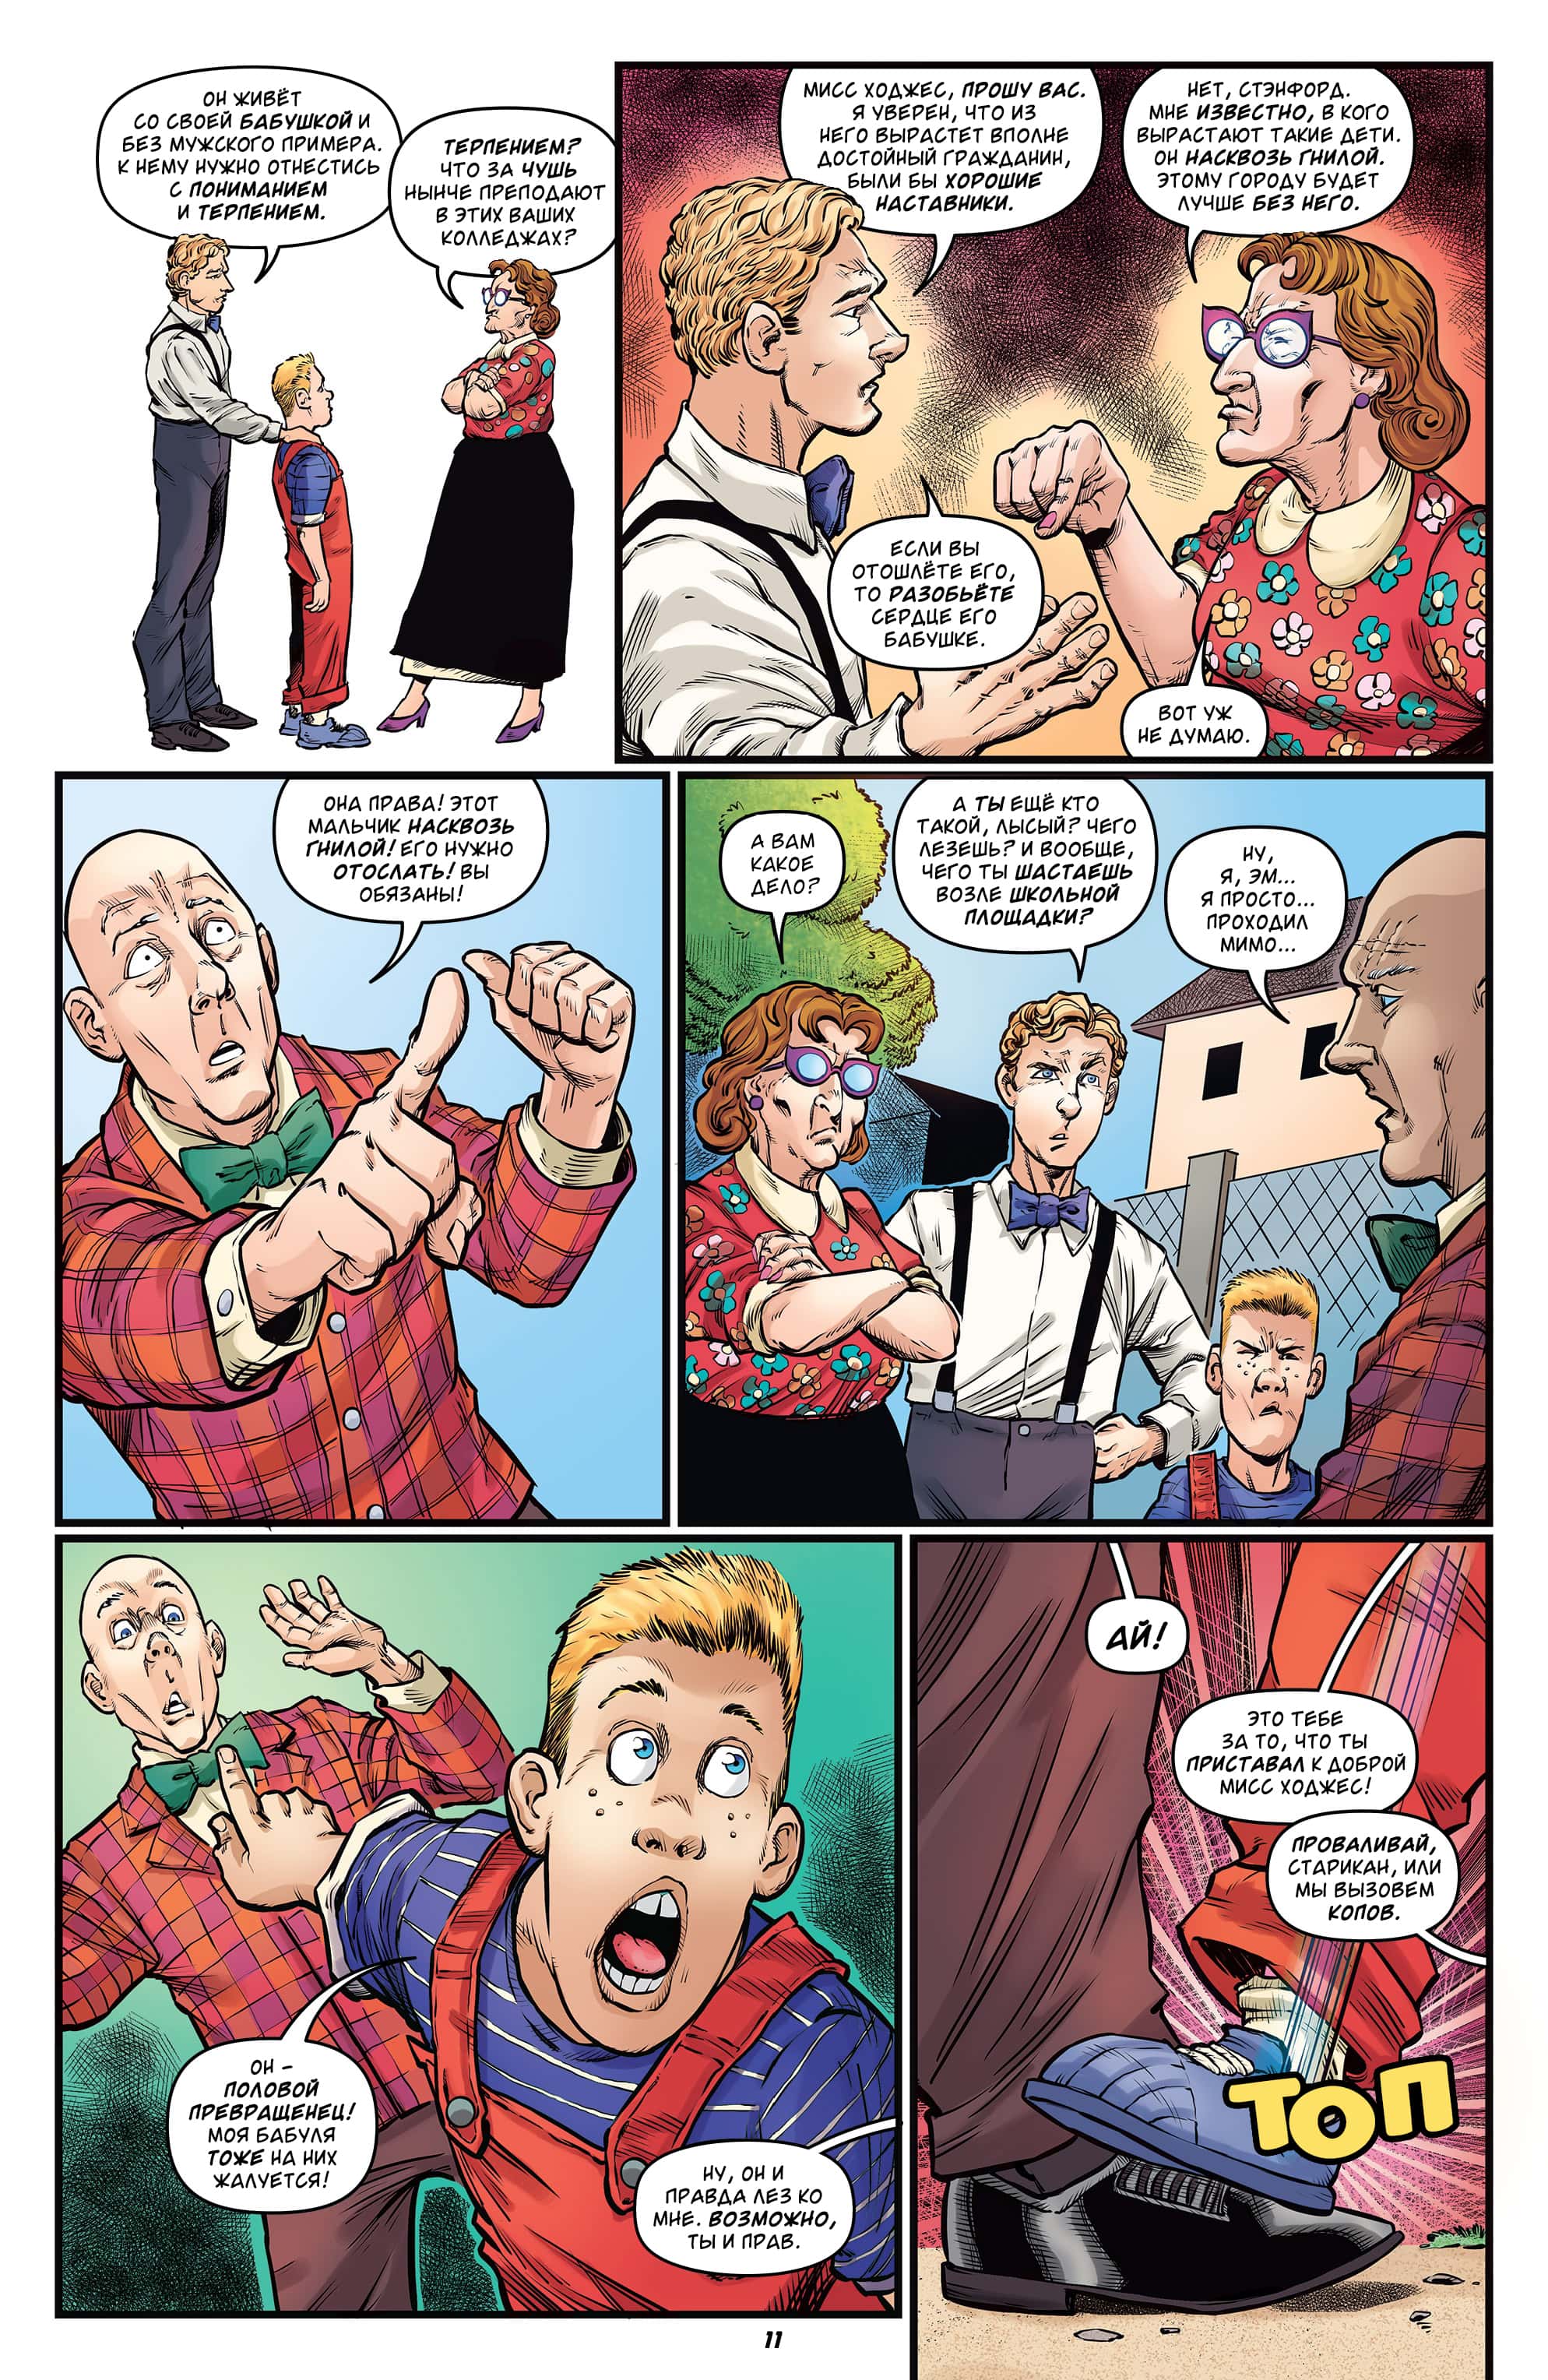 ОН ЖИВЁТ
СО СВОЕЙ БАБУШКОЙ И
БЕЗ МУЖСКОГО ПРИМЕРА.
К НЕМУ НУЖНО ОТНЕСТИСЬ
С ПОНИМАНИЕМ
И ТЕРПЕНИЕМ.
ТЕРПЕНИЕМ?
ЧТО ЗА ЧУШЬ
НЫНЧЕ ПРЕПОДАЮТ
В ЭТИХ ВАШИХ
КОЛЛЕДЖАХ?
МИСС ХОДЖЕС, ПРОШУ ВАС.
Я УВЕРЕН, ЧТО ИЗ
НЕГО ВЫРАСТЕТ ВПОЛНЕ
ДОСТОЙНЫЙ ГРАЖДАНИН,
БЫЛИ БЫ ХОРОШИЕ
НАСТАВНИКИ.
НЕТ, СТЭНФОРД.
МНЕ ИЗВЕСТНО, В КОГО
ВЫРАСТАЮТ ТАКИЕ ДЕТИ.
ОН НАСКВОЗЬ ГНИЛОЙ.
ЭТОМУ ГОРОДУ БУДЕТ
ЛУЧШЕ БЕЗ НЕГО.
ЕСЛИ ВЫ
ОТОШЛЁТЕ ЕГО,
ТО РАЗОБЬЁТЕ
СЕРДЦЕ ЕГО
БАБУШКЕ.
ВОТ УЖ
НЕ ДУМАЮ.
ОНА ПРАВА! ЭТОТ
МАЛЬЧИК НАСКВОЗЬ
ГНИЛОЙ! ЕГО НУЖНО
ОТОСЛАТЬ! ВЫ
ОБЯЗАНЫ!
А ВАМ
КАКОЕ
ДЕЛО?
А ТЫ ЕЩЁ КТО
ТАКОЙ, ЛЫСЫЙ? ЧЕГО
ЛЕЗЕШЬ? И ВООБЩЕ,
ЧЕГО ТЫ ШАСТАЕШЬ
ВОЗЛЕ ШКОЛЬНОЙ
ПЛОЩАДКИ?
НУ,
Я, ЭМ...
Я ПРОСТО...
ПРОХОДИЛ
МИМО...
ОН -
ПОЛОВОЙ
ПРЕВРАЩЕНЕЦ!
МОЯ БАБУЛЯ
ТОЖЕ НА НИХ
ЖАЛУЕТСЯ!
НУ, ОН И
ПРАВДА ЛЕЗ КО
МНЕ. ВОЗМОЖНО,
ТЫ И ПРАВ.
АЙ!
ЭТО ТЕБЕ
ЗА ТО, ЧТО ТЫ
ПРИСТАВАЛ К ДОБРОЙ
МИСС ХОДЖЕС!
ПРОВАЛИВАЙ,
СТАРИКАН, ИЛИ
МЫ ВЫЗОВЕМ
КОПОВ.
ТОП
11